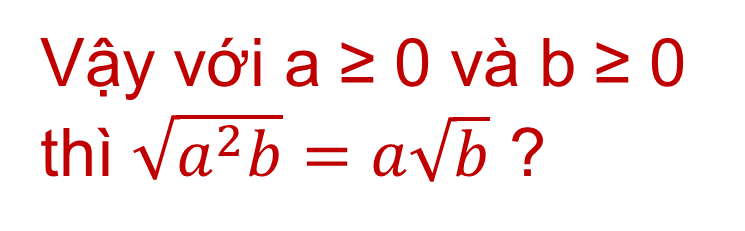 Vậy với a ≥ 0 và b ≥ 0
thì √(a²b) = a√b ?